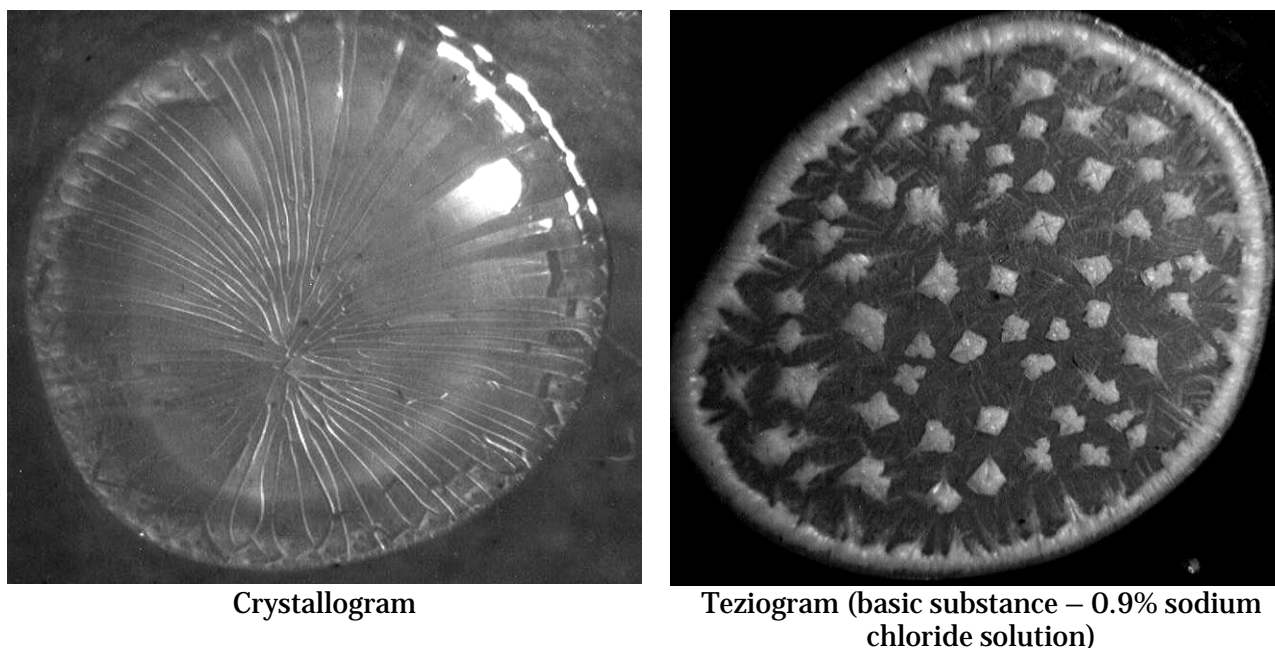 Crystallogram
Teziogram (basic substance – 0.9% sodium
chloride solution)